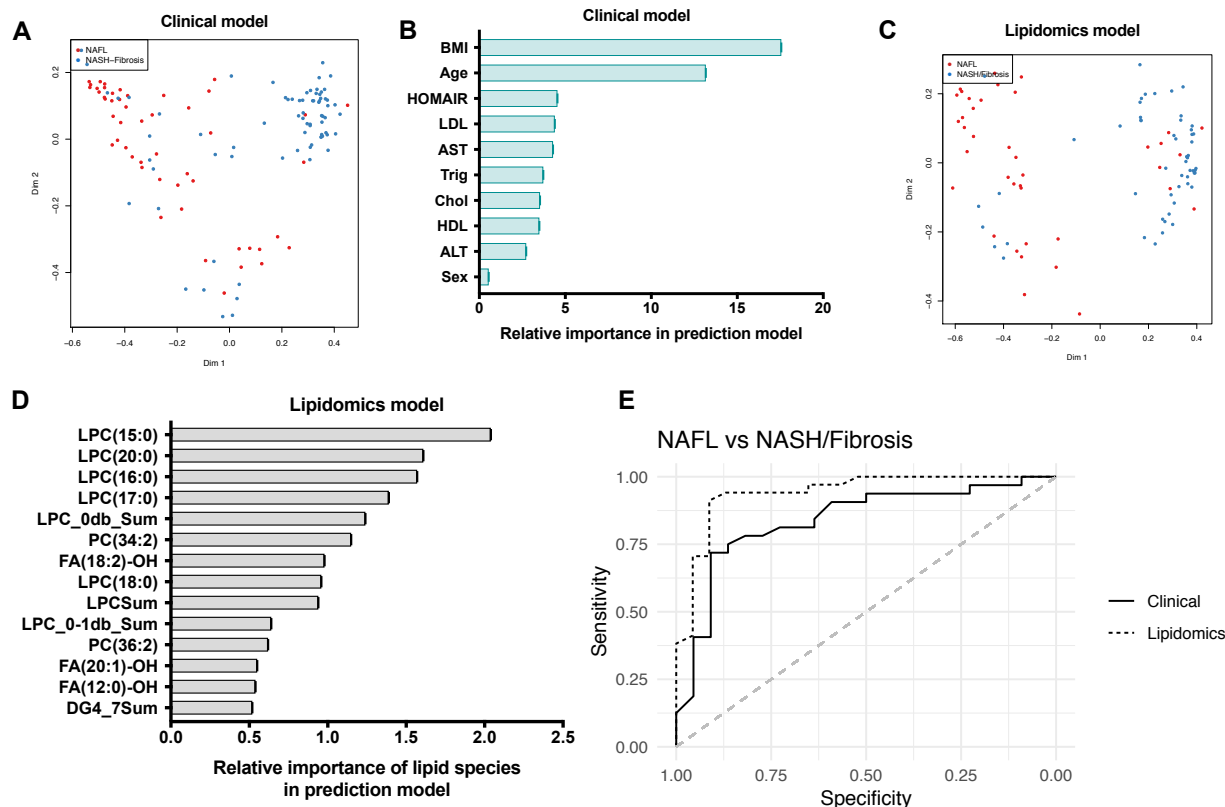 A
Clinical model
NAFL
NASH−Fibrosis
0.2
0.0
−0.2
−0.4
Dim 2
−0.6
−0.4
−0.2
0.0
0.2
0.4
Dim 1
B
Clinical model
BMI
Age
HOMAIR
LDL
AST
Trig
Chol
HDL
ALT
Sex
0
5
10
15
20
Relative importance in prediction model
C
Lipidomics model
NAFL
NASH/Fibrosis
0.2
0.0
−0.2
−0.4
Dim 2
−0.6
−0.4
−0.2
0.0
0.2
0.4
Dim 1
D
Lipidomics model
LPC(15:0)
LPC(20:0)
LPC(16:0)
LPC(17:0)
LPC_0db_Sum
PC(34:2)
FA(18:2)-OH
LPC(18:0)
LPCSum
LPC_0-1db_Sum
PC(36:2)
FA(20:1)-OH
FA(12:0)-OH
DG4_7Sum
0.0
0.5
1.0
1.5
2.0
2.5
Relative importance of lipid species
in prediction model
E
NAFL vs NASH/Fibrosis
1.00
0.75
0.50
0.25
0.00
Sensitivity
1.00
0.75
0.50
0.25
0.00
Specificity
Clinical
Lipidomics